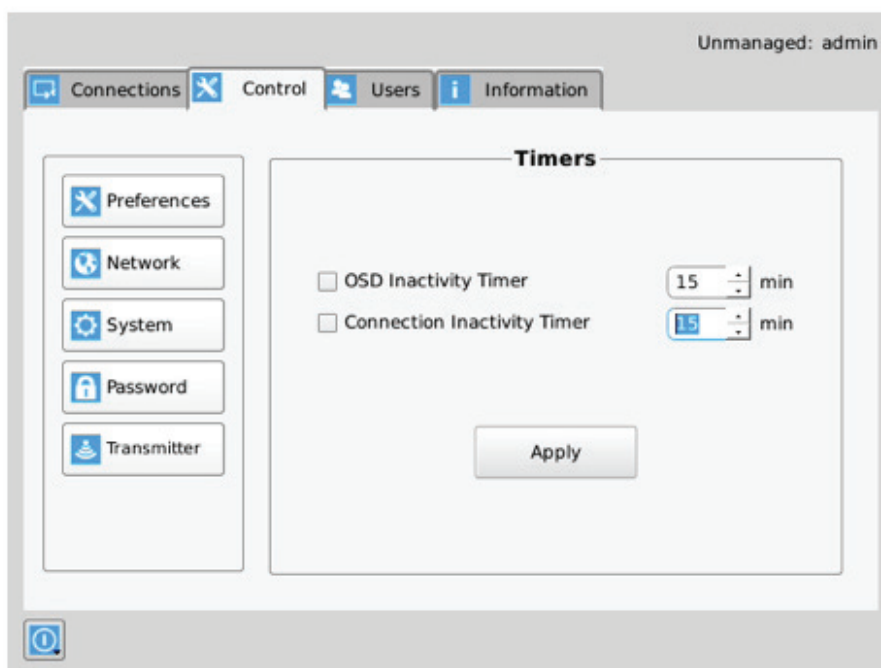 Unmanaged: admin
Connections Control Users i Information
Timers
Preferences
Network
System
Password
Transmitter
OSD Inactivity Timer 15 min
Connection Inactivity Timer 15 min
Apply